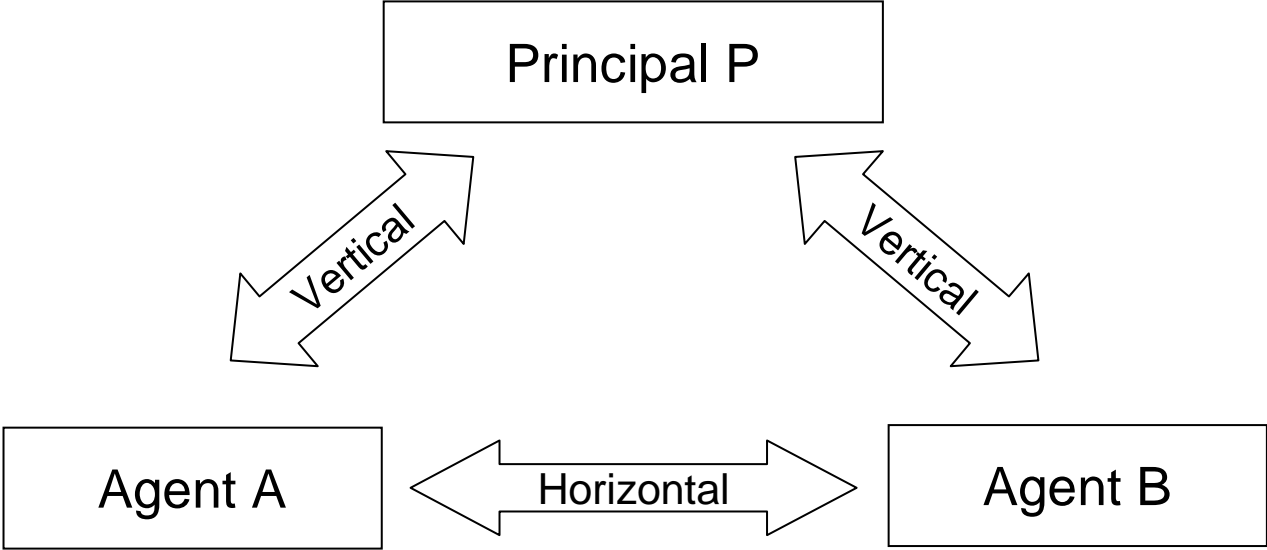 Principal P
Vertical
Vertical
Agent A
Horizontal
Agent B